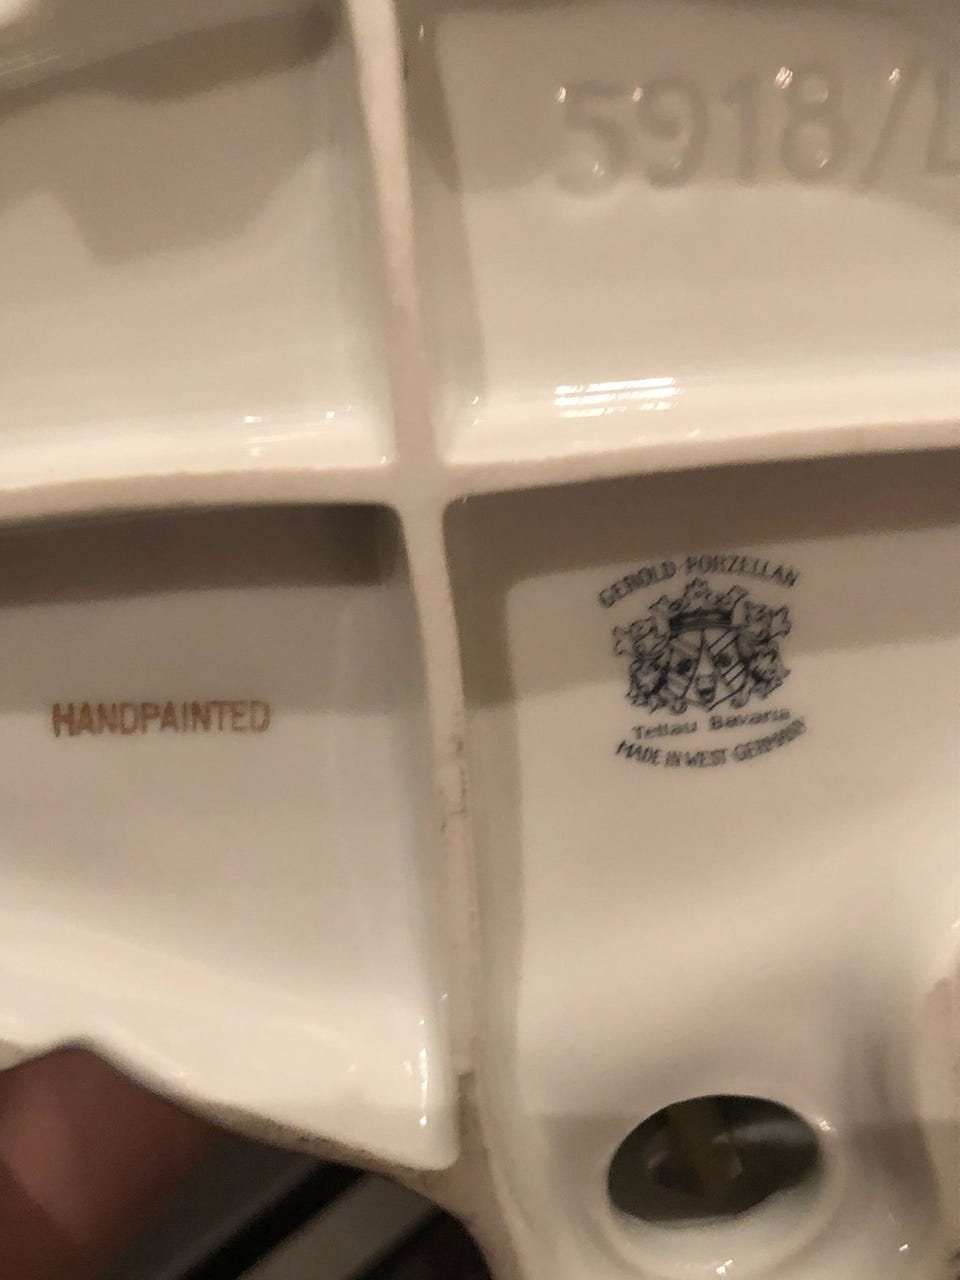 5918/L
HANDPAINTED
GEROLD-PORZELLAN
Tettau Bavaria
MADE IN WEST-GERMANY